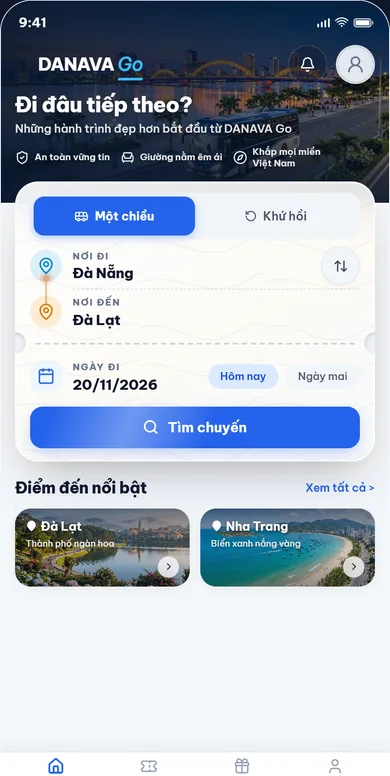 9:41
DANAVA Go
Đi đâu tiếp theo?
Những hành trình đẹp hơn bắt đầu từ DANAVA Go
An toàn vững tin
Giường nằm êm ái
Khắp mọi miền
Việt Nam
Một chiều
Khứ hồi
NƠI ĐI
Đà Nẵng
NƠI ĐẾN
Đà Lạt
NGÀY ĐI
20/11/2026
Hôm nay
Ngày mai
Tìm chuyến
Điểm đến nổi bật
Xem tất cả >
Đà Lạt
Thành phố ngàn hoa
Nha Trang
Biển xanh nắng vàng